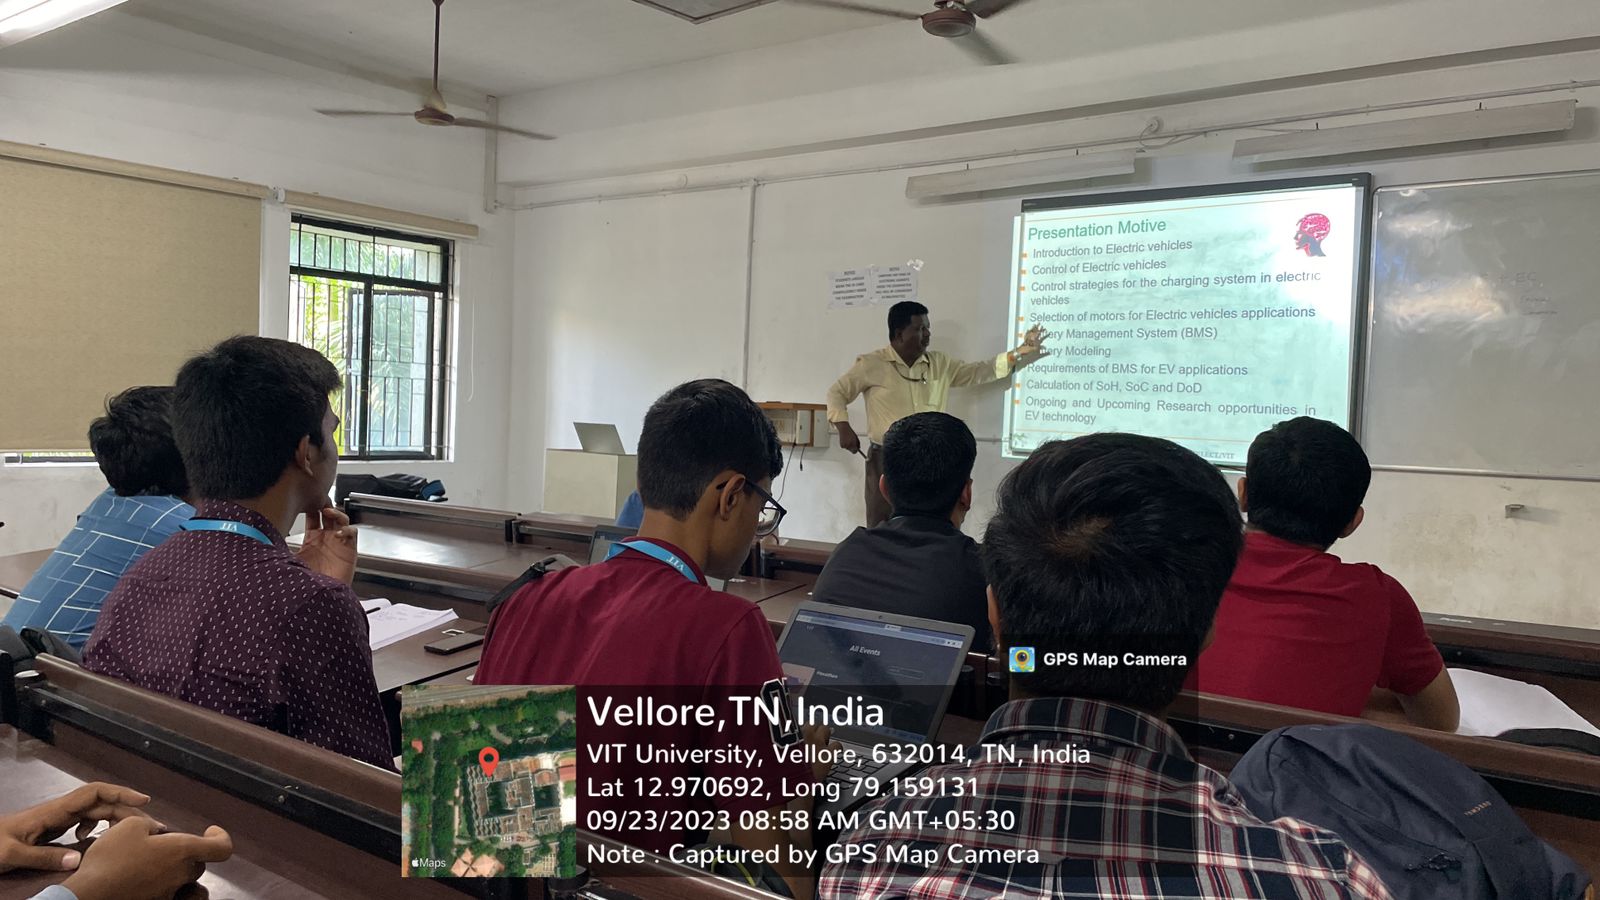 Presentation Motive
Introduction to Electric vehicles
Control of Electric vehicles
Control strategies for the charging system in electric
vehicles
Selection of motors for Electric vehicles applications
Management System (BMS)
Modeling
Requirements of BMS for EV applications
Calculation of SoH, SoC and DoD
Ongoing and Upcoming Research opportunities in
EV technology
VIT
VIT
All Events
GPS Map Camera
Vellore,TN,India
VIT University, Vellore, 632014, TN, India
Lat 12.970692, Long 79.159131
09/23/2023 08:58 AM GMT+05:30
Note : Captured by GPS Map Camera
Maps